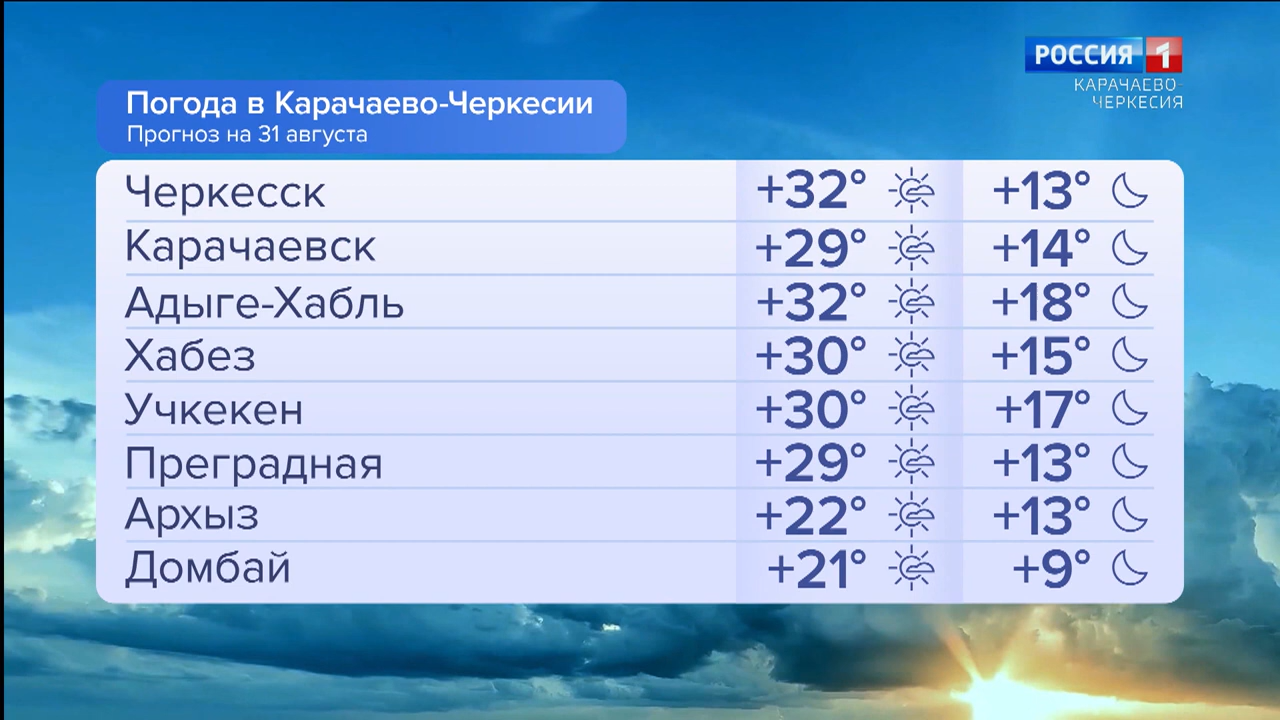 РОССИЯ 1
КАРАЧАЕВО-
ЧЕРКЕСИЯ
Погода в Карачаево-Черкесии
Прогноз на 31 августа
Черкесск +32° +13°
Карачаевск +29° +14°
Адыге-Хабль +32° +18°
Хабез +30° +15°
Учкекен +30° +17°
Преградная +29° +13°
Архыз +22° +13°
Домбай +21° +9°